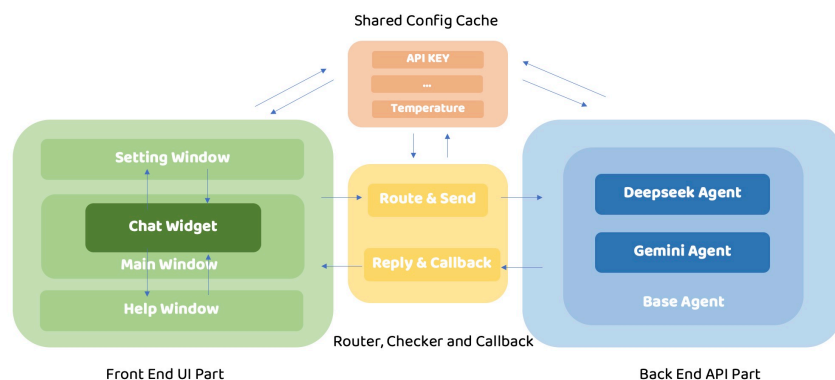 Shared Config Cache
API KEY
...
Temperature
Setting Window
Chat Widget
Main Window
Help Window
Route & Send
Reply & Callback
Deepseek Agent
Gemini Agent
Base Agent
Router, Checker and Callback
Front End UI Part
Back End API Part